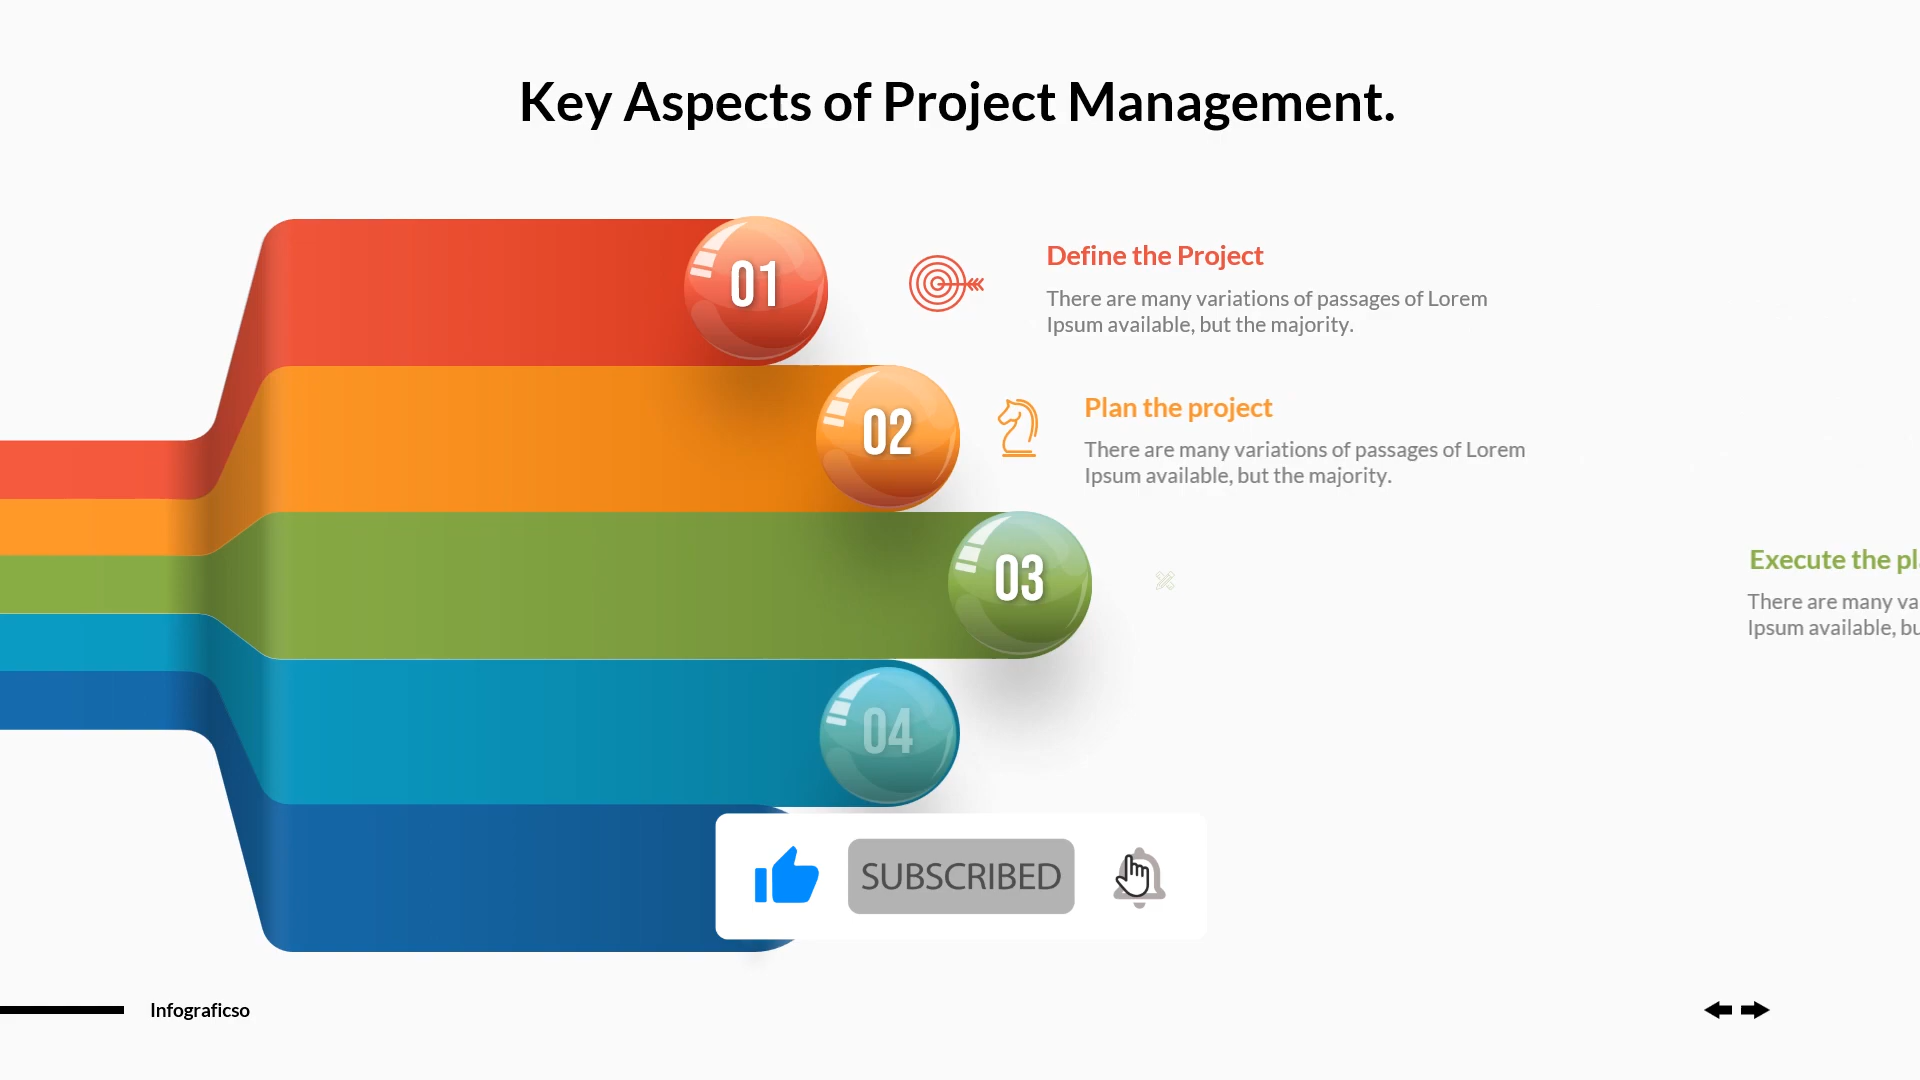 Key Aspects of Project Management.
01
Define the Project
There are many variations of passages of Lorem
Ipsum available, but the majority.
02
Plan the project
There are many variations of passages of Lorem
Ipsum available, but the majority.
03
Execute the pl
There are many va
Ipsum available, bu
04
SUBSCRIBED
Infograficso